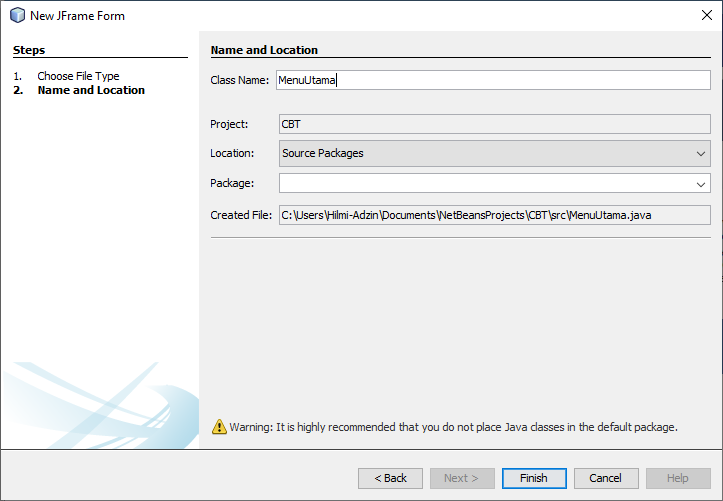 New JFrame Form
Steps
1. Choose File Type
2. Name and Location
Name and Location
Class Name: MenuUtama
Project: CBT
Location: Source Packages
Package:
Created File: C:\Users\Hilmi-Adzin\Documents\NetBeansProjects\CBT\src\MenuUtama.java
Warning: It is highly recommended that you do not place Java classes in the default package.
< Back Next > Finish Cancel Help